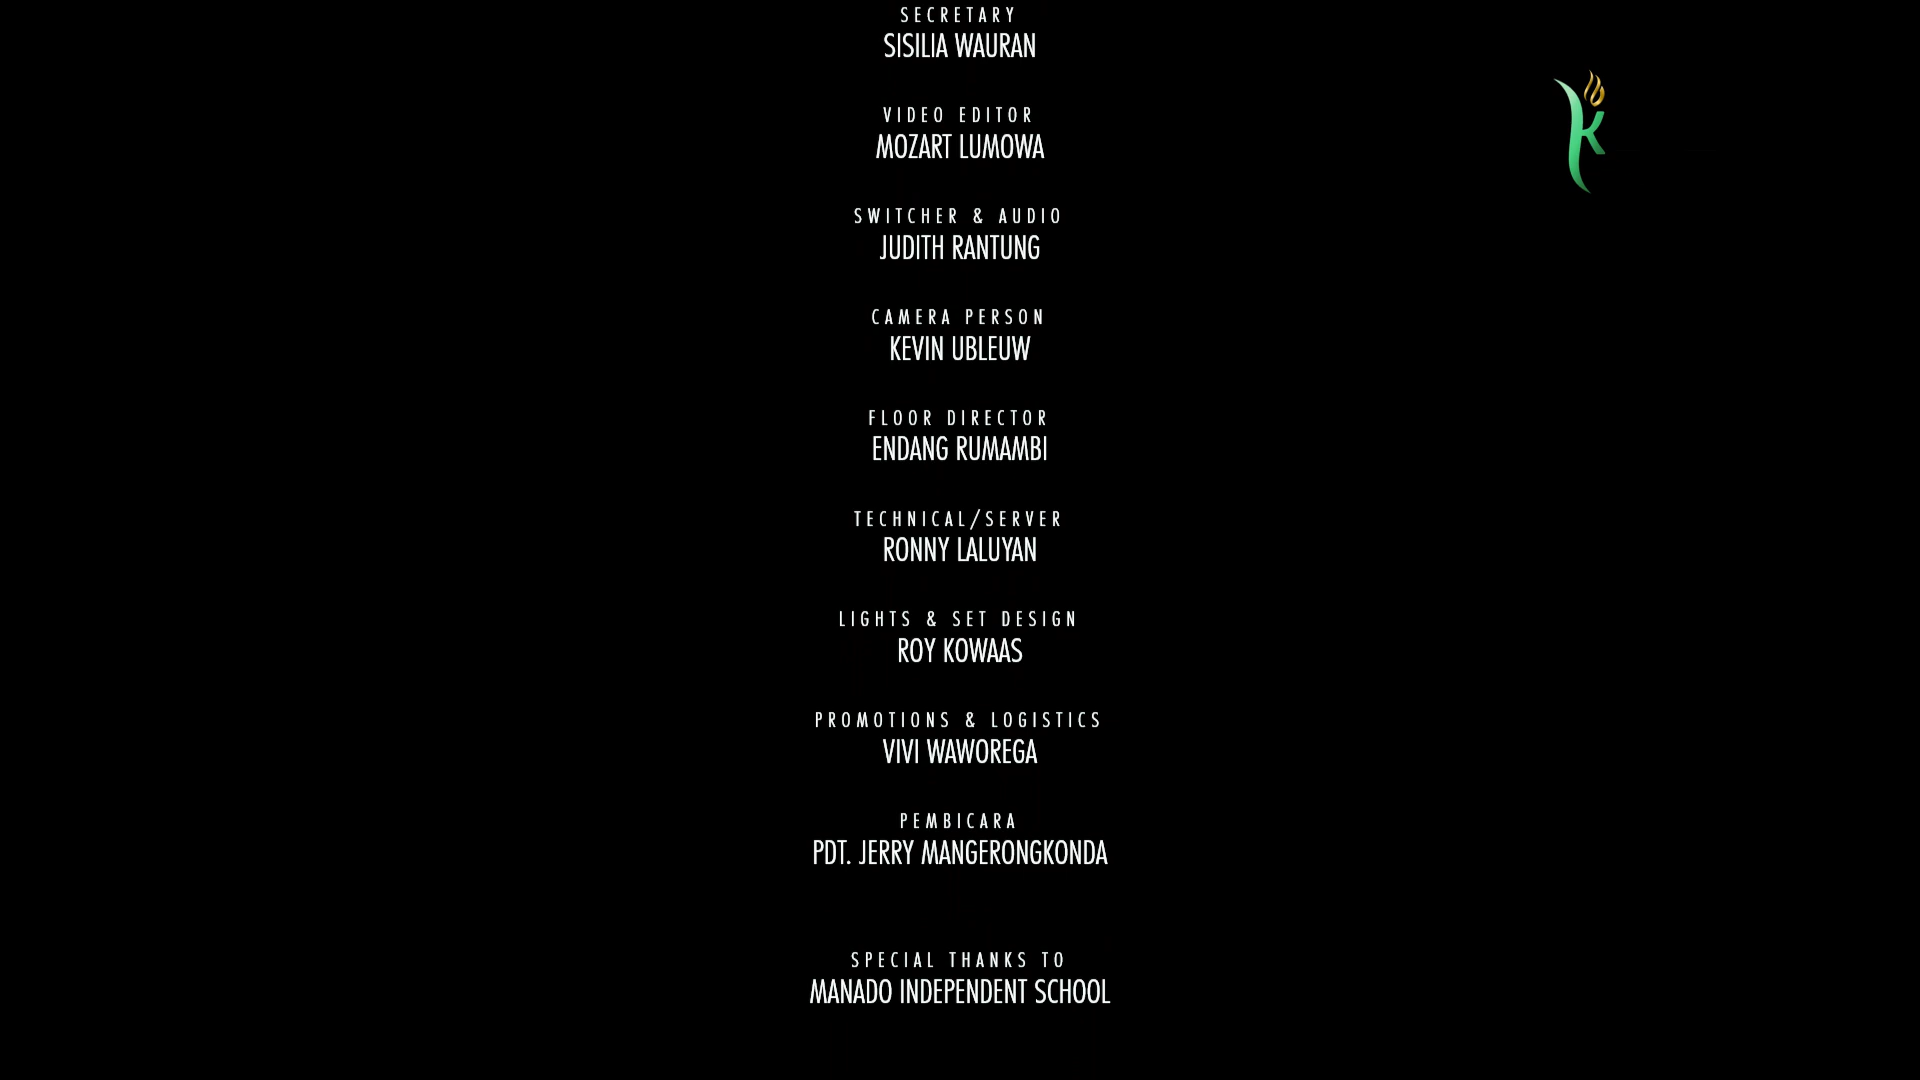 SECRETARY
SISILIA WAURAN
VIDEO EDITOR
MOZART LUMOWA
SWITCHER & AUDIO
JUDITH RANTUNG
CAMERA PERSON
KEVIN UBLEUW
FLOOR DIRECTOR
ENDANG RUMAMBI
TECHNICAL/SERVER
RONNY LALUYAN
LIGHTS & SET DESIGN
ROY KOWAAS
PROMOTIONS & LOGISTICS
VIVI WAWOREGA
PEMBICARA
PDT. JERRY MANGERONGKONDA
SPECIAL THANKS TO
MANADO INDEPENDENT SCHOOL